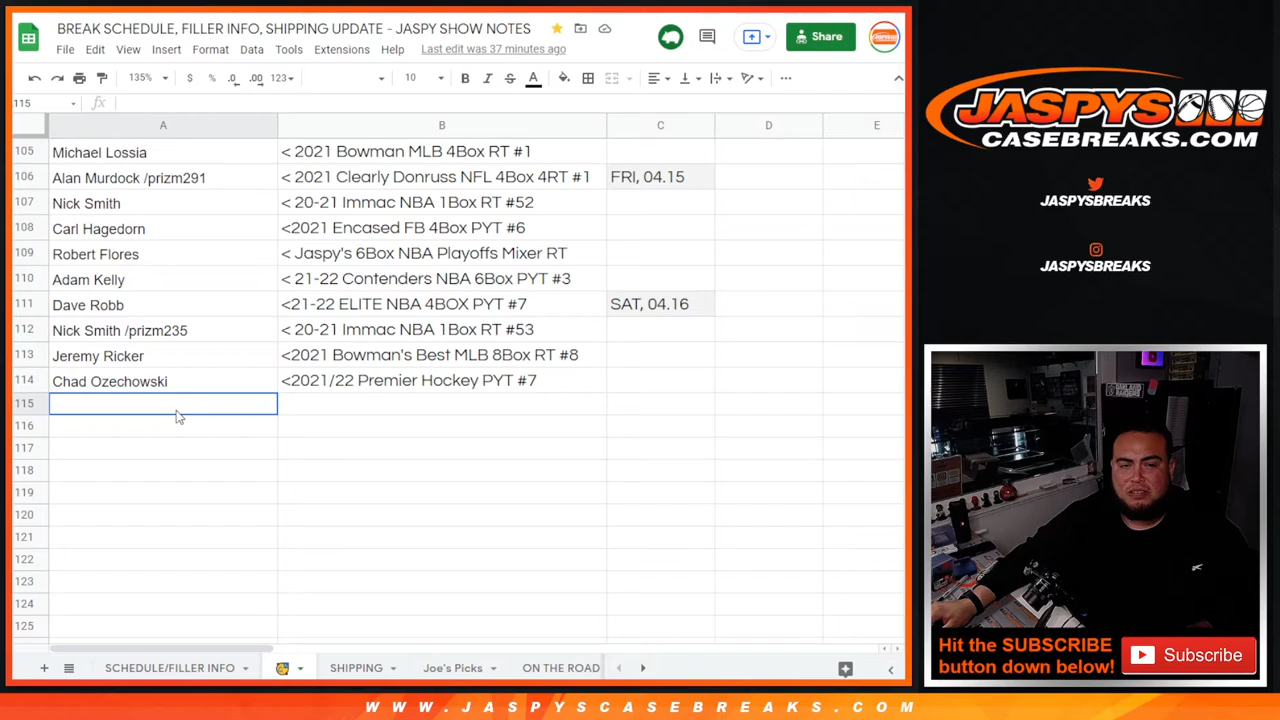 BREAK SCHEDULE, FILLER INFO, SHIPPING UPDATE - JASPY SHOW NOTES
File Edit View Insert Format Data Tools Extensions Help Last edit was 37 minutes ago
Share
135% $ % .0 .00 123 10 B I S A
115 fx
A B C D E
105 Michael Lossia < 2021 Bowman MLB 4Box RT #1
106 Alan Murdock /prizm291 < 2021 Clearly Donruss NFL 4Box 4RT #1 FRI, 04.15
107 Nick Smith < 20-21 Immac NBA 1Box RT #52
108 Carl Hagedorn <2021 Encased FB 4Box PYT #6
109 Robert Flores < Jaspy's 6Box NBA Playoffs Mixer RT
110 Adam Kelly < 21-22 Contenders NBA 6Box PYT #3
111 Dave Robb <21-22 ELITE NBA 4BOX PYT #7 SAT, 04.16
112 Nick Smith /prizm235 < 20-21 Immac NBA 1Box RT #53
113 Jeremy Ricker <2021 Bowman's Best MLB 8Box RT #8
114 Chad Ozechowski <2021/22 Premier Hockey PYT #7
115
116
117
118
119
120
121
122
123
124
125
SCHEDULE/FILLER INFO SHIPPING Joe's Picks ON THE ROAD
JASPYS
CASEBREAKS.COM
JASPYSBREAKS
JASPYSBREAKS
Hit the SUBSCRIBE
button down below!
Subscribe
WWW.JASPYSCASEBREAKS.COM